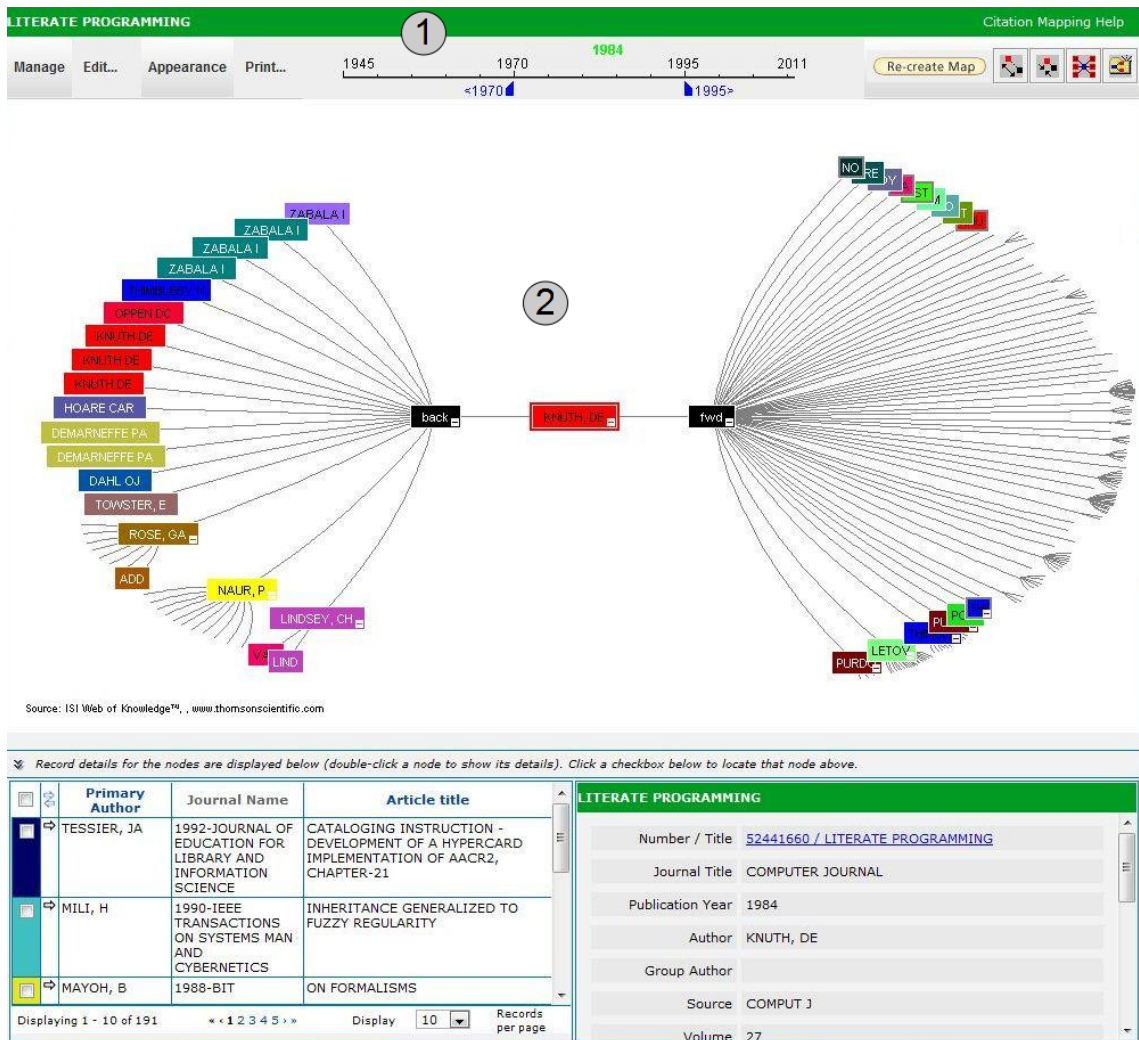 LITERATE PROGRAMMING
Citation Mapping Help
1
Manage Edit... Appearance Print...
1984
1945 1970 1995 2011
<1970 1995>
Re-create Map
2
ZABALA I
ZABALA I
ZABALA I
ZABALA I
OPPEN DC
KNUTH DE
KNUTH DE
KNUTH DE
HOARE CAR
DEMARNEFFE PA
DEMARNEFFE PA
DAHL OJ
TOWSTER, E
ROSE, GA
ADD
NAUR, P
LINDSEY, CH
LIND
back
KNUTH, DE
fwd
NO
RE
ST
M
O
T
PURD
LETOV
PU
PO
Source: ISI Web of Knowledge™, , www.thomsonscientific.com
Record details for the nodes are displayed below (double-click a node to show its details). Click a checkbox below to locate that node above.
Primary
Author
Journal Name
Article title
TESSIER, JA
1992-JOURNAL OF
EDUCATION FOR
LIBRARY AND
INFORMATION
SCIENCE
CATALOGING INSTRUCTION -
DEVELOPMENT OF A HYPERCARD
IMPLEMENTATION OF AACR2,
CHAPTER-21
MILI, H
1990-IEEE
TRANSACTIONS
ON SYSTEMS MAN
AND
CYBERNETICS
INHERITANCE GENERALIZED TO
FUZZY REGULARITY
MAYOH, B
1988-BIT
ON FORMALISMS
Displaying 1 - 10 of 191
« < 1 2 3 4 5 > »
Display 10 Records
per page
LITERATE PROGRAMMING
Number / Title 52441660 / LITERATE PROGRAMMING
Journal Title COMPUTER JOURNAL
Publication Year 1984
Author KNUTH, DE
Group Author
Source COMPUT J
Volume 27